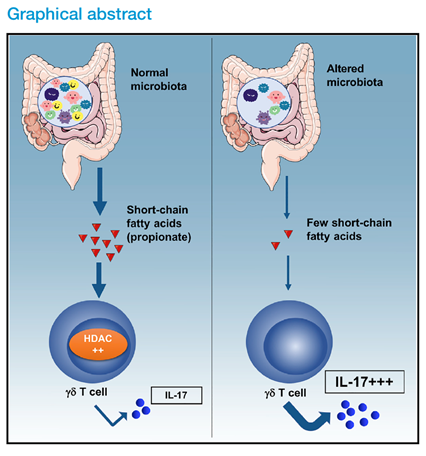 Graphical abstract
Normal
microbiota
Short-chain
fatty acids
(propionate)
HDAC
++
γδ T cell
IL-17
Altered
microbiota
Few short-chain
fatty acids
γδ T cell
IL-17+++